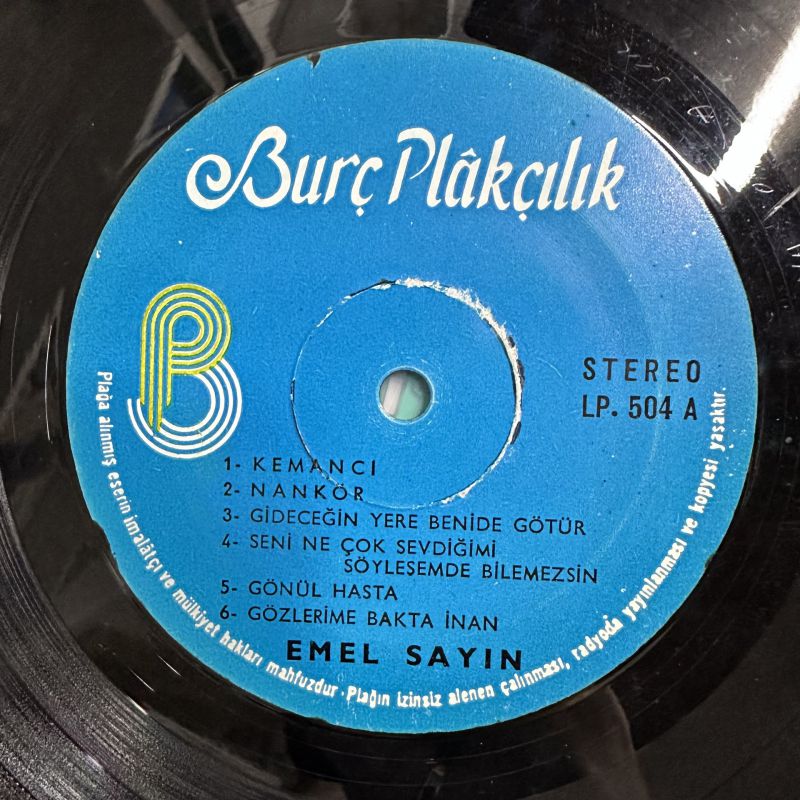 Burç Plâkçılık
STEREO
LP. 504 A
1- KEMANCI
2- NANKÖR
3- GİDECEĞİN YERE BENİDE GÖTÜR
4- SENİ NE ÇOK SEVDİĞİMİ
SÖYLESEMDE BİLEMEZSİN
5- GÖNÜL HASTA
6- GÖZLERİME BAKTA İNAN
EMEL SAYIN
Plağa alınmış eserin imalâtçı ve mülkiyet hakları mahfuzdur · Plağın izinsiz alenen çalınması, radyoda yayınlanması ve kopyesi yasaktır.